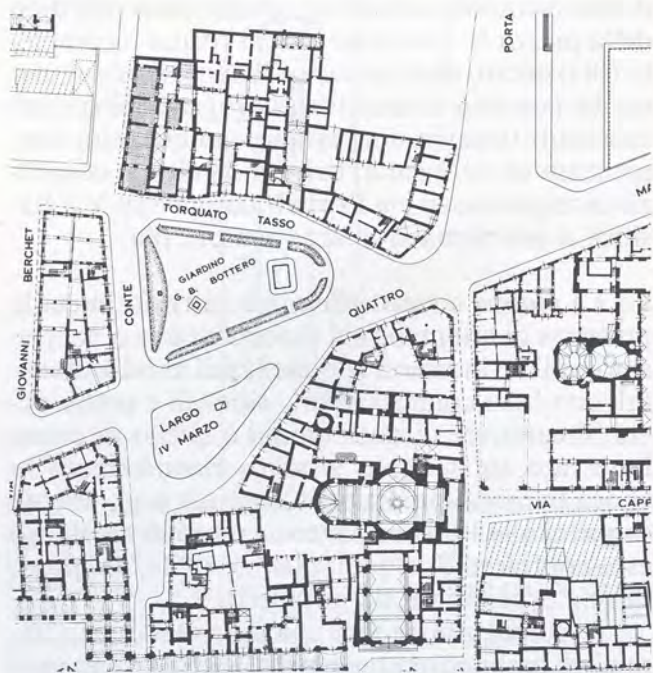 PORTA
MA
TORQUATO TASSO
GIOVANNI BERCHET
CONTE
GIARDINO
G. B. BOTTERO
QUATTRO
LARGO
IV MARZO
VIA CAPP